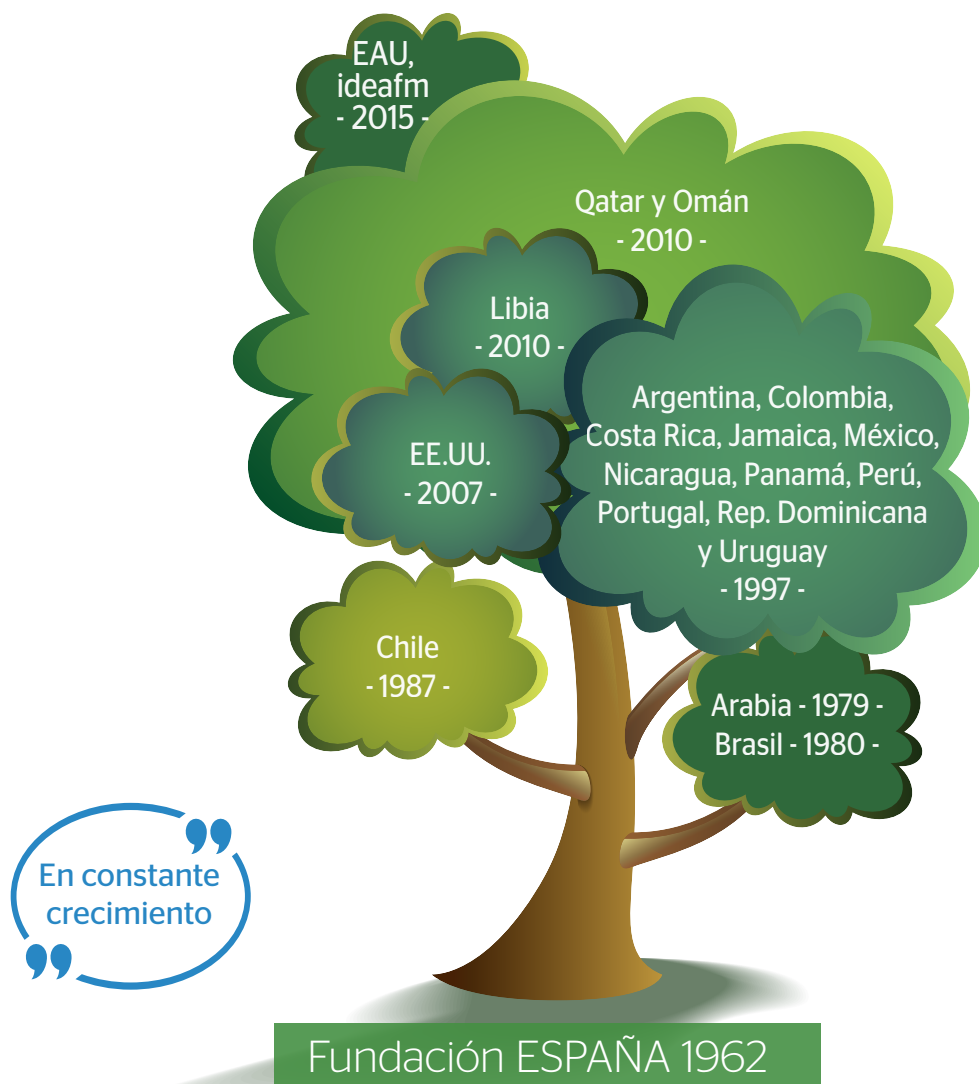 EAU,
ideafm
- 2015 -
Qatar y Omán
- 2010 -
Libia
- 2010 -
Argentina, Colombia,
Costa Rica, Jamaica, México,
Nicaragua, Panamá, Perú,
Portugal, Rep. Dominicana
y Uruguay
- 1997 -
EE.UU.
- 2007 -
Chile
- 1987 -
Arabia - 1979 -
Brasil - 1980 -
En constante
crecimiento
Fundación ESPAÑA 1962